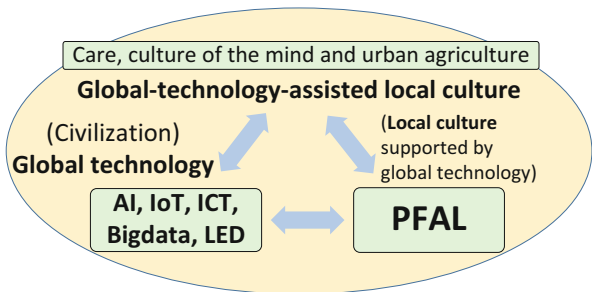 Care, culture of the mind and urban agriculture
Global-technology-assisted local culture
(Civilization)
Global technology
(Local culture
supported by
global technology)
AI, IoT, ICT,
Bigdata, LED
PFAL